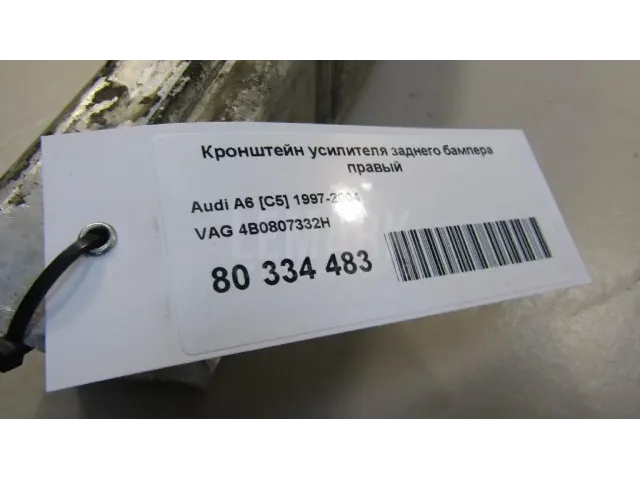 Кронштейн усилителя заднего бампера
правый
Audi A6 [C5] 1997-2004
VAG 4B0807332H
80 334 483